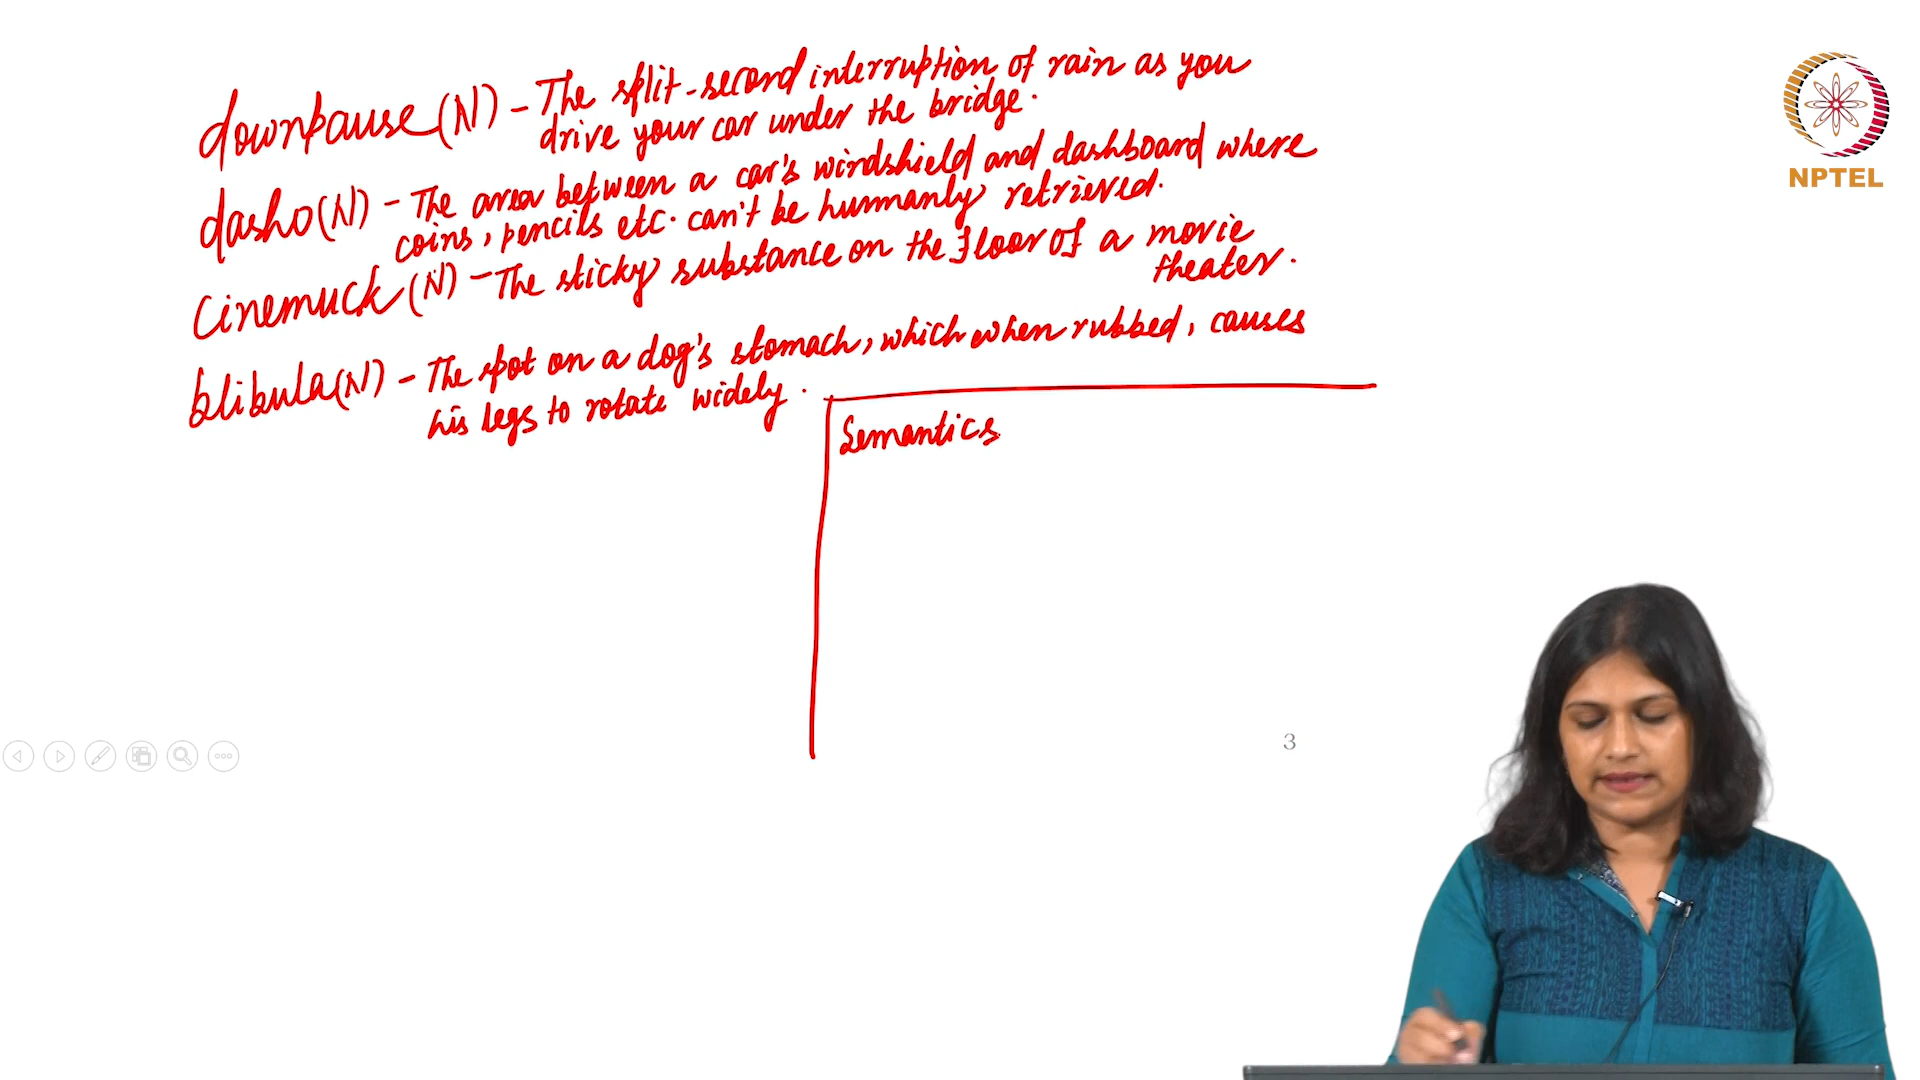 downpause (N) - The split-second interruption of rain as you
drive your car under the bridge.
dasho (N) - The area between a car's windshield and dashboard where
coins, pencils etc. can't be humanly retrieved.
Cinemuck (N) - The sticky substance on the floor of a movie
theater.
blibula (N) - The spot on a dog's stomach, which when rubbed, causes
his legs to rotate widely.
Semantics
NPTEL
3